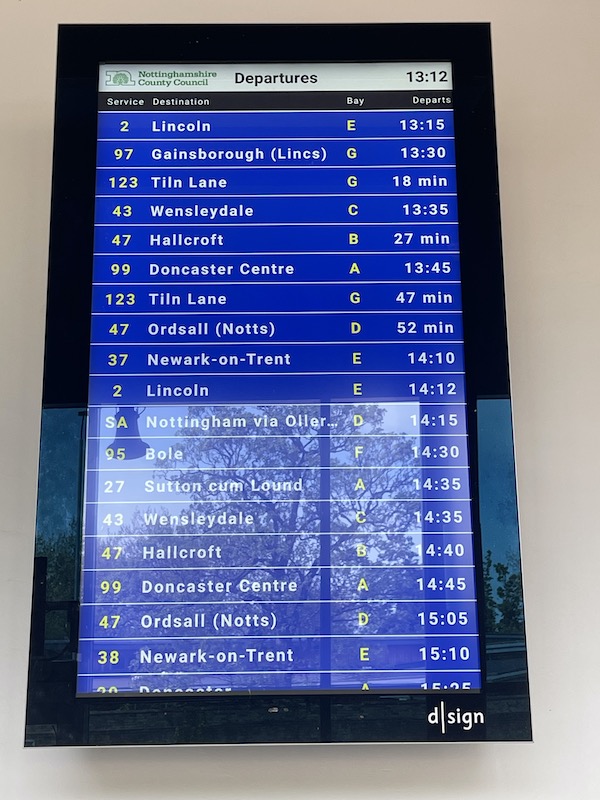 Nottinghamshire
County Council
Departures
13:12
Service Destination Bay Departs
2 Lincoln E 13:15
97 Gainsborough (Lincs) G 13:30
123 Tiln Lane G 18 min
43 Wensleydale C 13:35
47 Hallcroft B 27 min
99 Doncaster Centre A 13:45
123 Tiln Lane G 47 min
47 Ordsall (Notts) D 52 min
37 Newark-on-Trent E 14:10
2 Lincoln E 14:12
SA Nottingham via Oller... D 14:15
95 Bole F 14:30
27 Sutton cum Lound A 14:35
43 Wensleydale C 14:35
47 Hallcroft B 14:40
99 Doncaster Centre A 14:45
47 Ordsall (Notts) D 15:05
38 Newark-on-Trent E 15:10
Doncaster A
d|sign